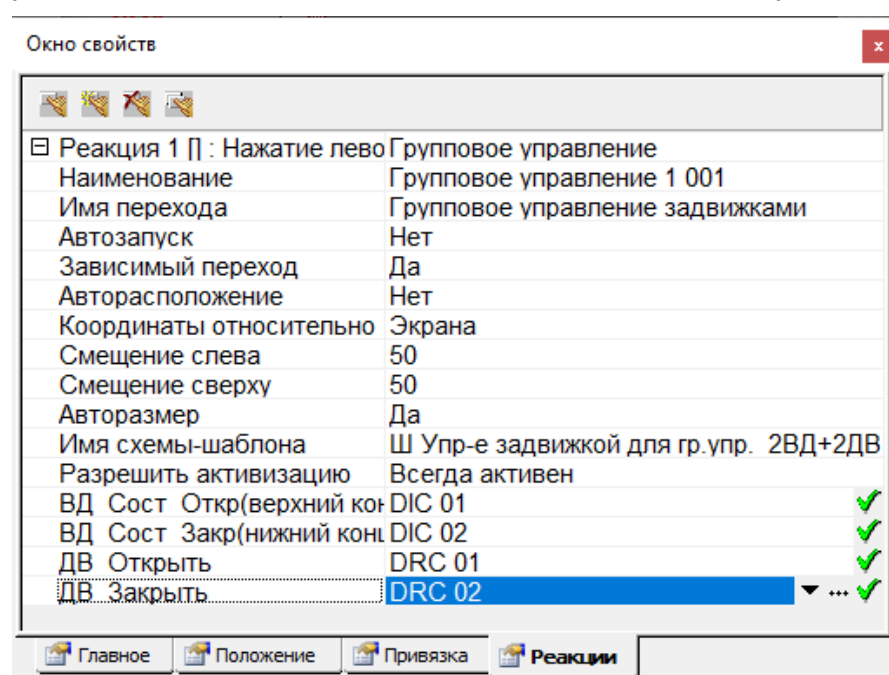 Окно свойств
x
Реакция 1 [] : Нажатие лево Групповое управление
Наименование Групповое управление 1 001
Имя перехода Групповое управление задвижками
Автозапуск Нет
Зависимый переход Да
Авторасположение Нет
Координаты относительно Экрана
Смещение слева 50
Смещение сверху 50
Авторазмер Да
Имя схемы-шаблона Ш Упр-е задвижкой для гр.упр. 2ВД+2ДВ
Разрешить активизацию Всегда активен
ВД Сост Откр(верхний кон DIC 01
ВД Сост Закр(нижний конц DIC 02
ДВ Открыть DRC 01
ДВ Закрыть DRC 02 ...
Главное Положение Привязка Реакции